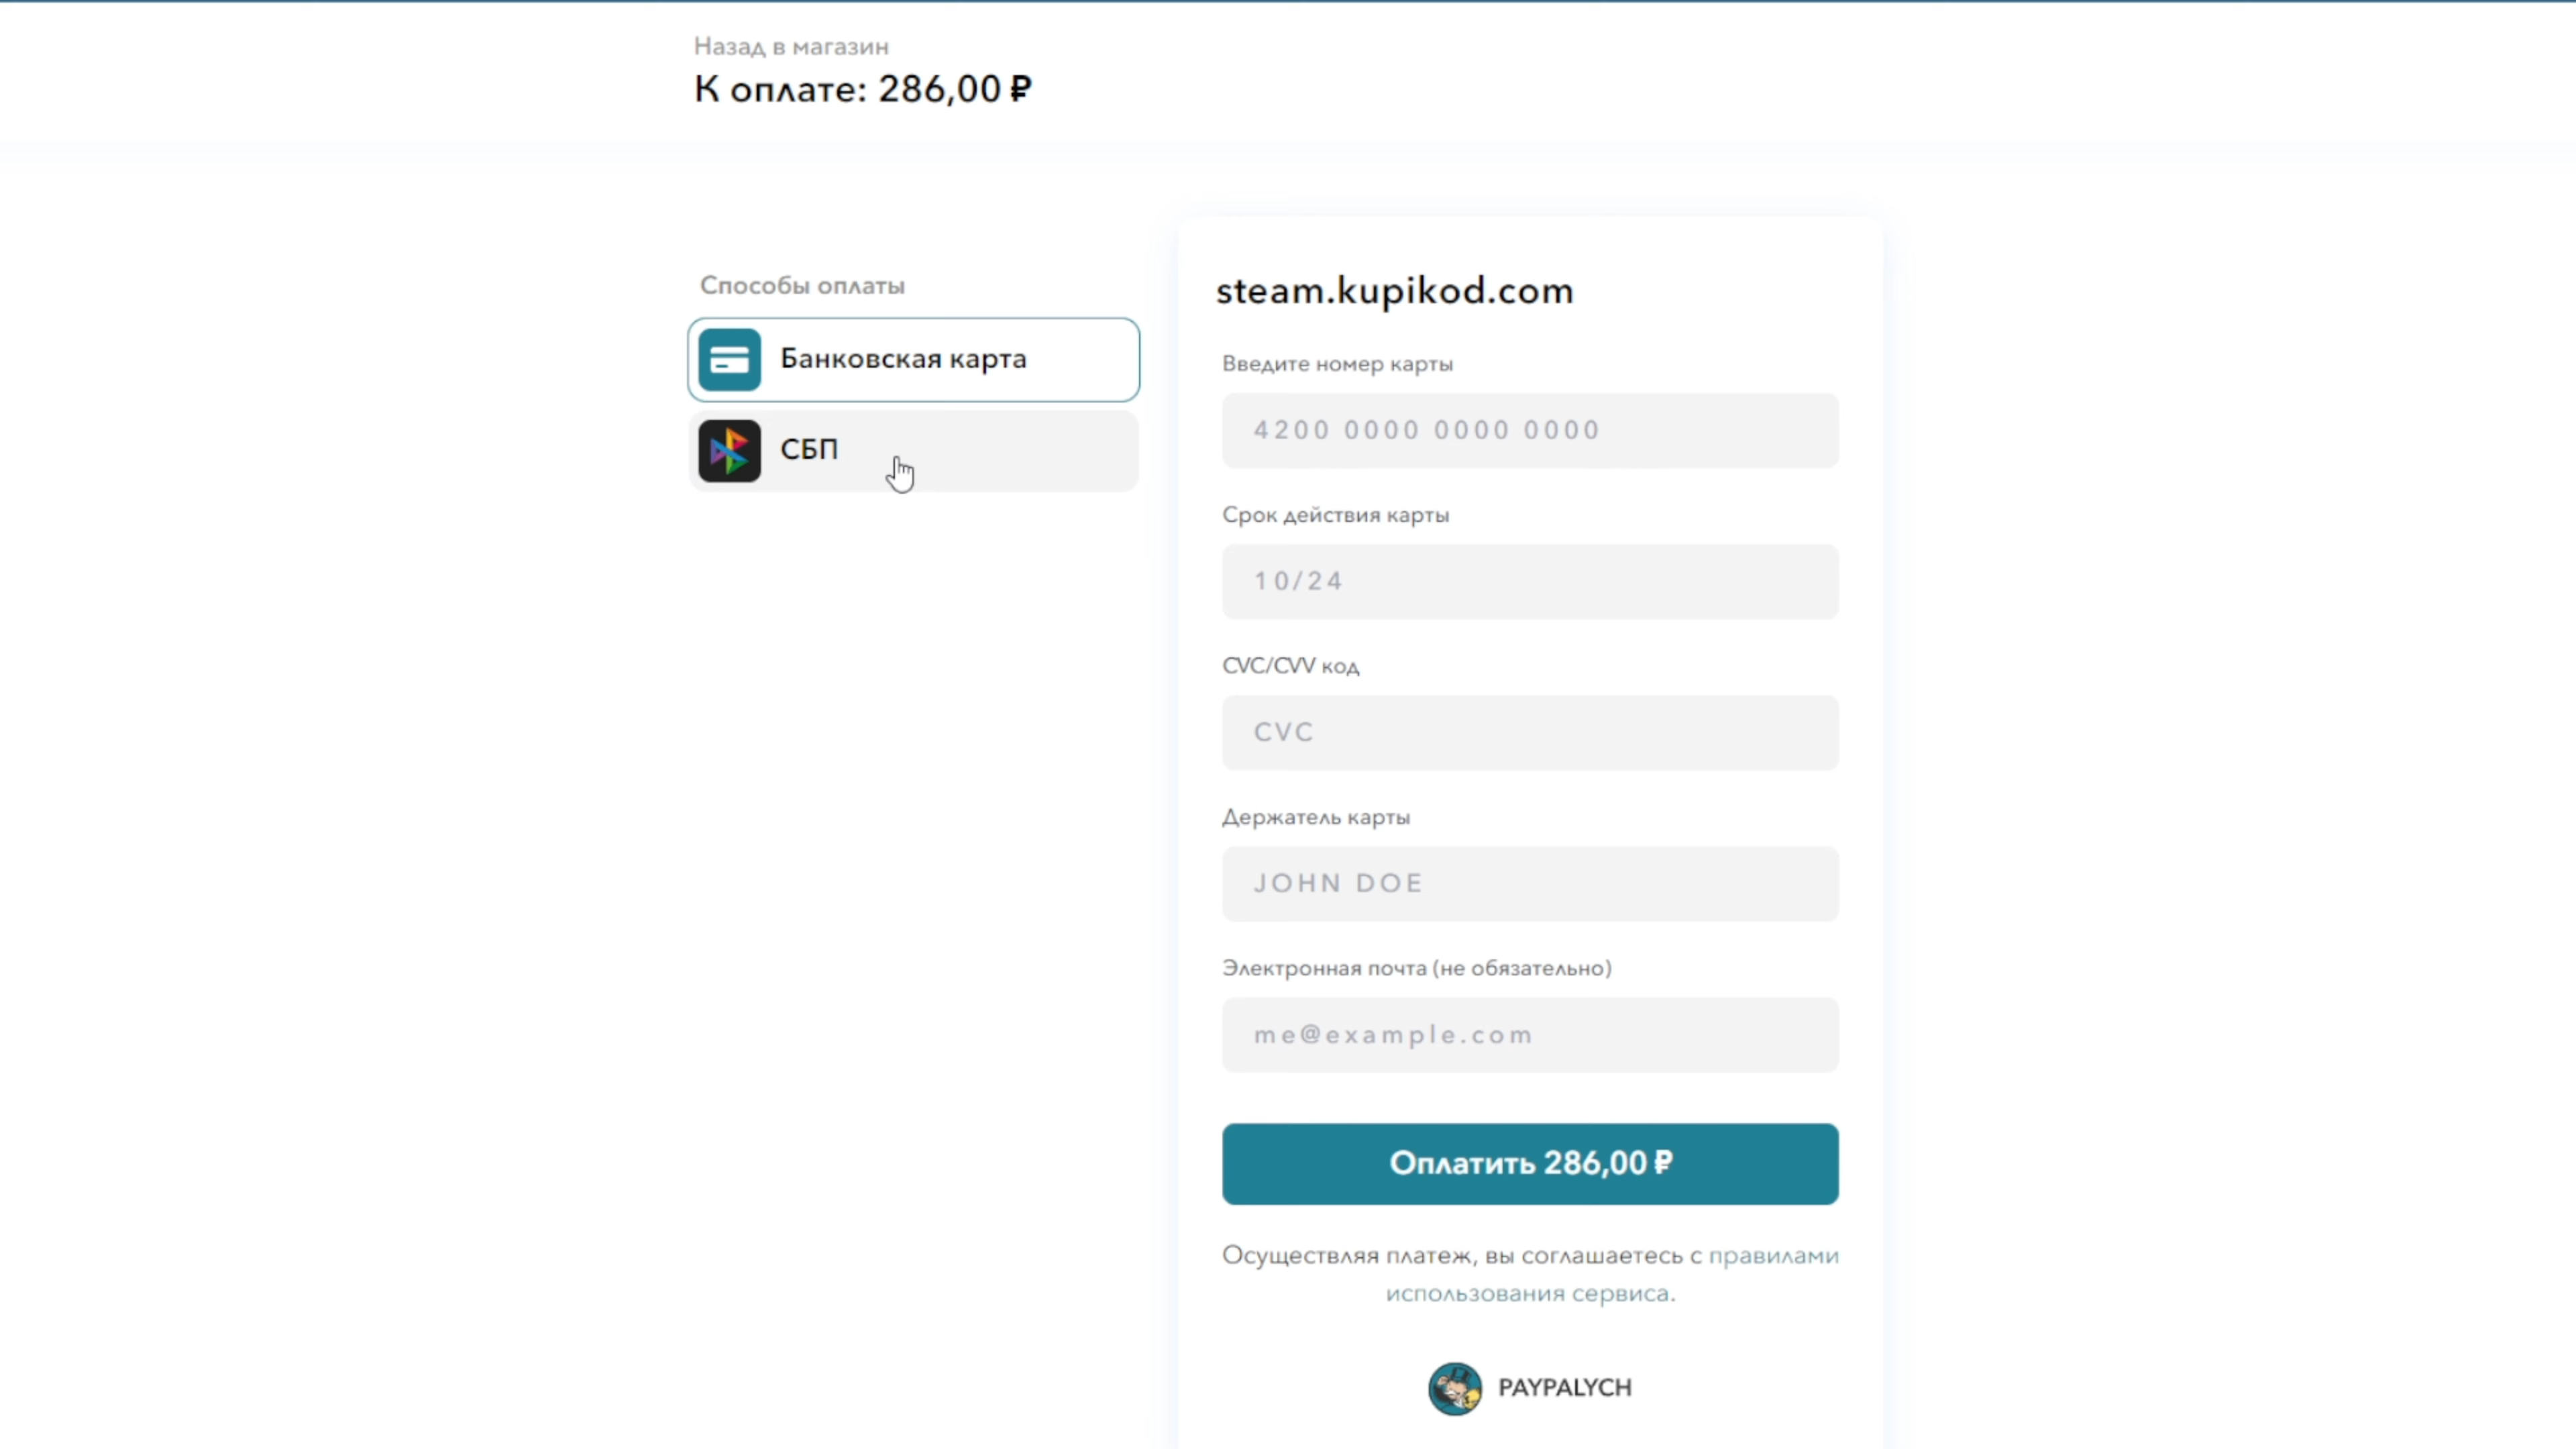 Назад в магазин
К оплате: 286,00 ₽
Способы оплаты
Банковская карта
СБП
steam.kupikod.com
Введите номер карты
4200 0000 0000 0000
Срок действия карты
10/24
CVC/CVV код
CVC
Держатель карты
JOHN DOE
Электронная почта (не обязательно)
me@example.com
Оплатить 286,00 ₽
Осуществляя платеж, вы соглашаетесь с правилами
использования сервиса.
PAYPALYCH